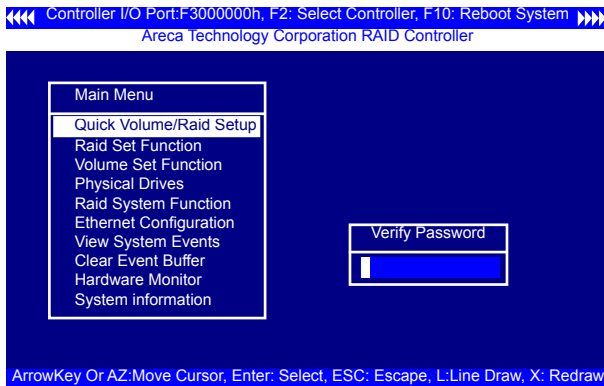 Controller I/O Port:F3000000h, F2: Select Controller, F10: Reboot System
Areca Technology Corporation RAID Controller
Main Menu
Quick Volume/Raid Setup
Raid Set Function
Volume Set Function
Physical Drives
Raid System Function
Ethernet Configuration
View System Events
Clear Event Buffer
Hardware Monitor
System information
Verify Password
ArrowKey Or AZ:Move Cursor, Enter: Select, ESC: Escape, L:Line Draw, X: Redraw